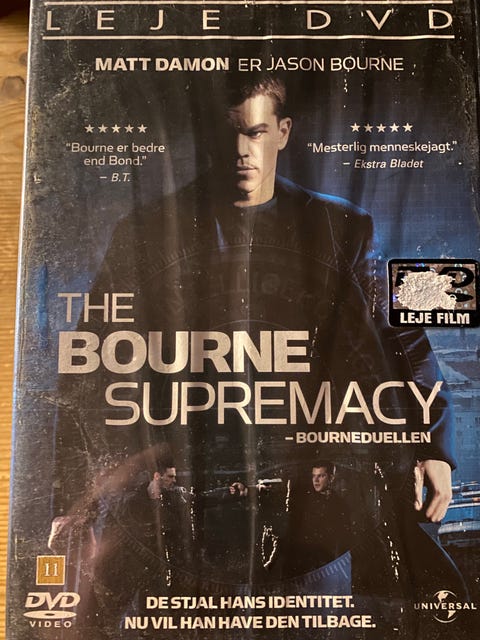 LEJE DVD
MATT DAMON ER JASON BOURNE
★★★★★
"Bourne er bedre
end Bond."
– B.T.
★★★★★
"Mesterlig menneskejagt."
– Ekstra Bladet
LEJE FILM
THE
BOURNE
SUPREMACY
–BOURNEDUELLEN
11
DVD
VIDEO
DE STJAL HANS IDENTITET.
NU VIL HAN HAVE DEN TILBAGE.
UNIVERSAL